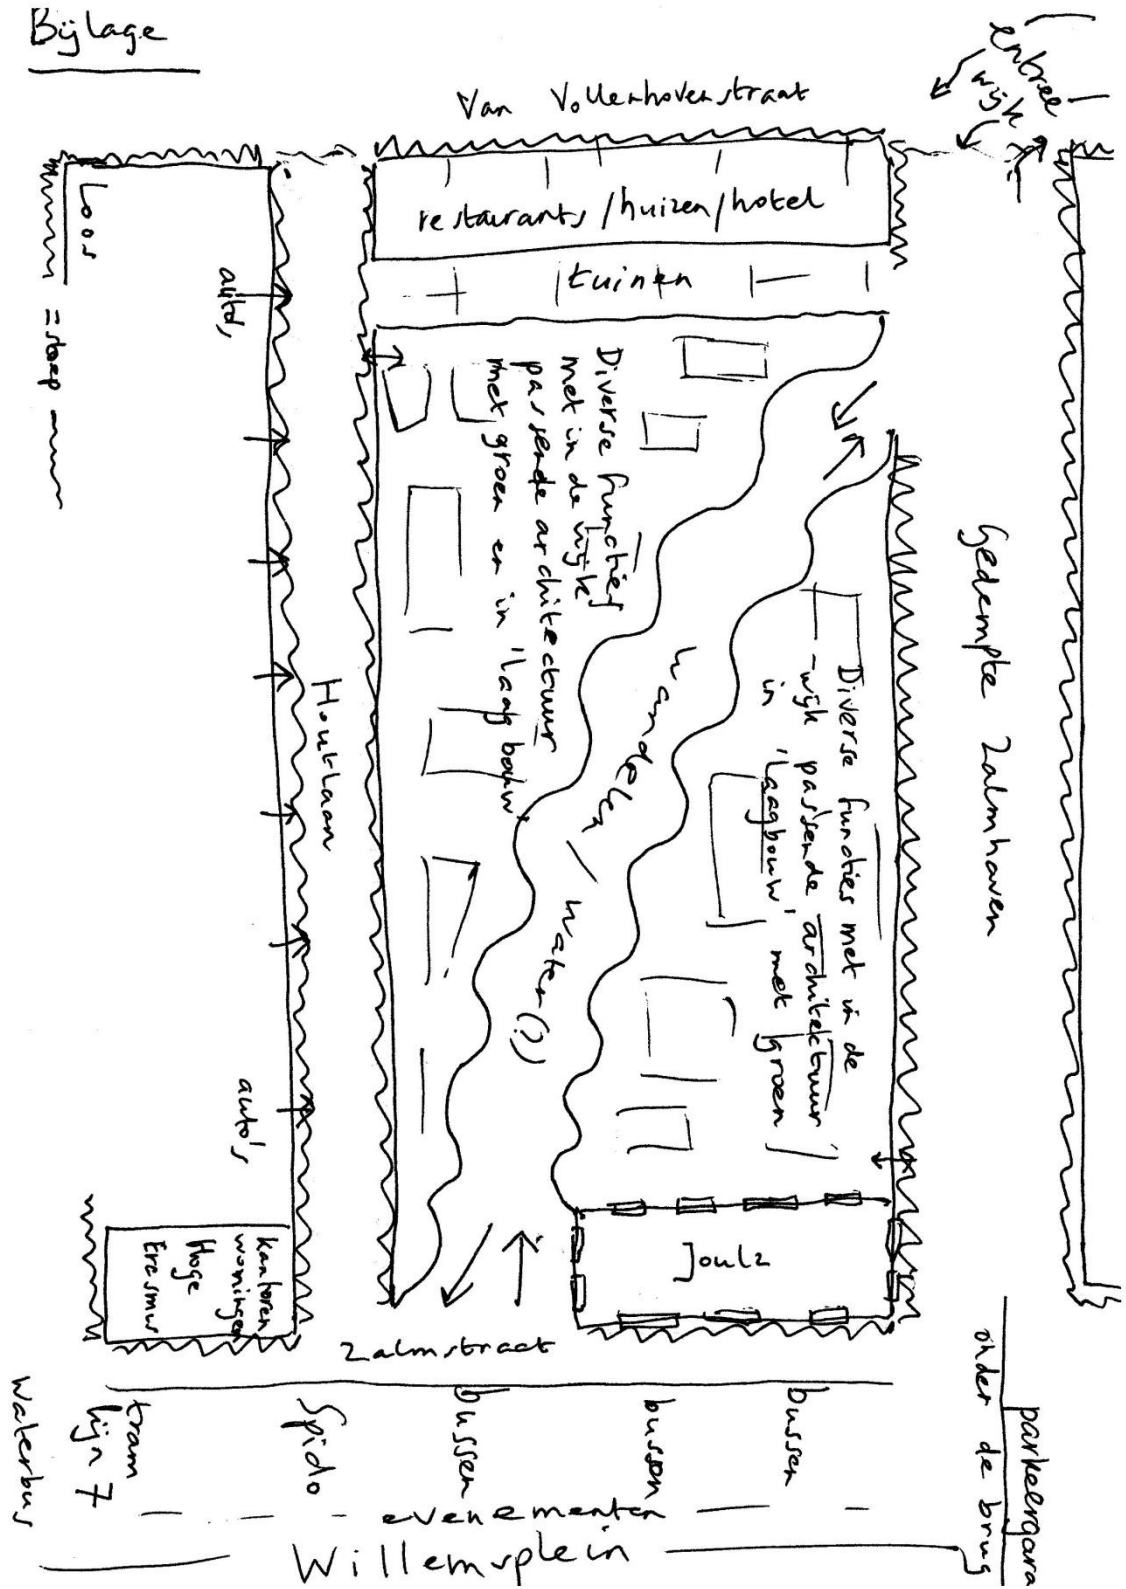 Bijlage
entree
wijk
Van Vollenhovenstraat
restaurants/huizen/hotel
tuinen
Loos
= stoep
auto's
Diverse functies
met in de wijk
passende architectuur
met groen en in 'laagbouw'
Houtlaan
wandelen / water (?)
Diverse functies met in de
wijk passende architektuur
in 'laagbouw' met groen
Gedempte Zalmhaven
auto's
kantoren
woningen
Hoge
Erasmus
Joulz
Zalmstraat
waterbus
tram
lijn 7
Spido
bussen
bussen
bussen
parkeergara
onder de brug
evenementen
Willemsplein